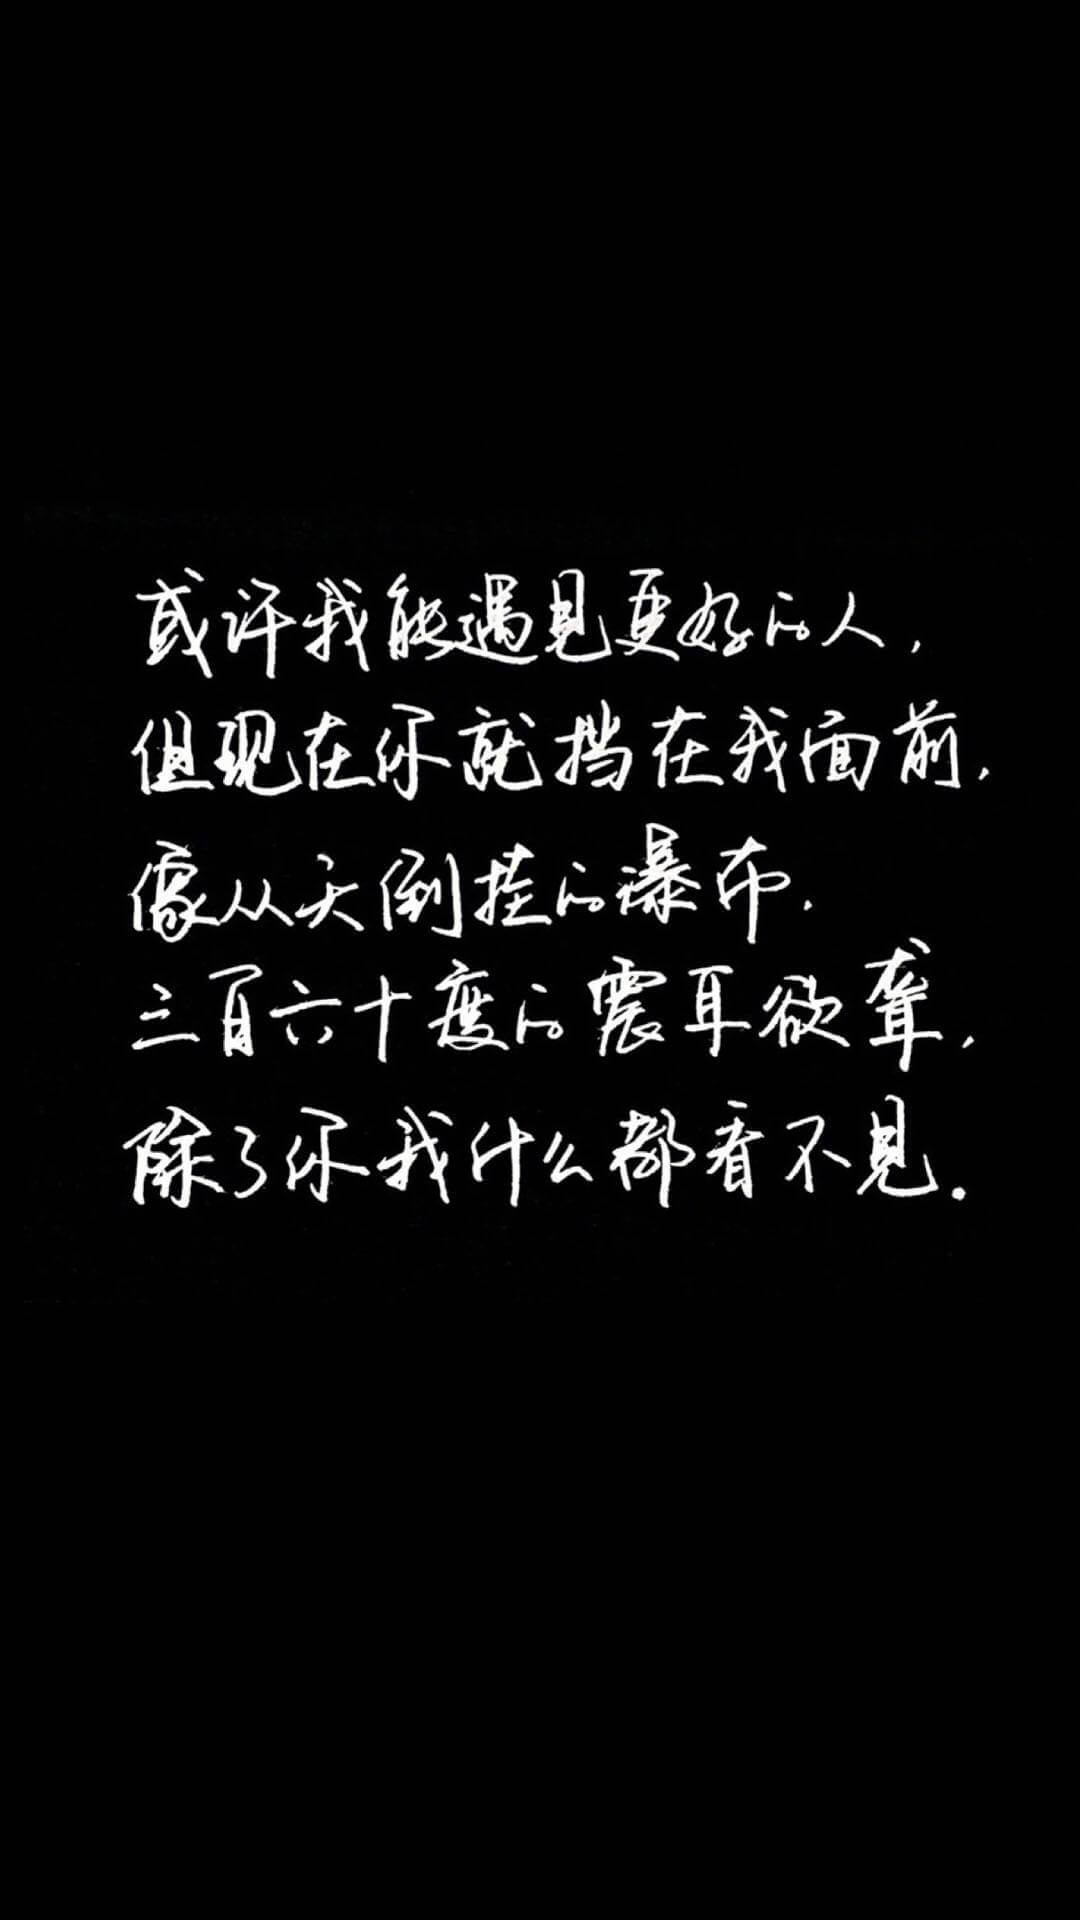 或许我能遇见更好的人,
但现在你就挡在我面前,
像从天倒挂的瀑布.
三百六十度的震耳欲聋,
除了你我什么都看不见.